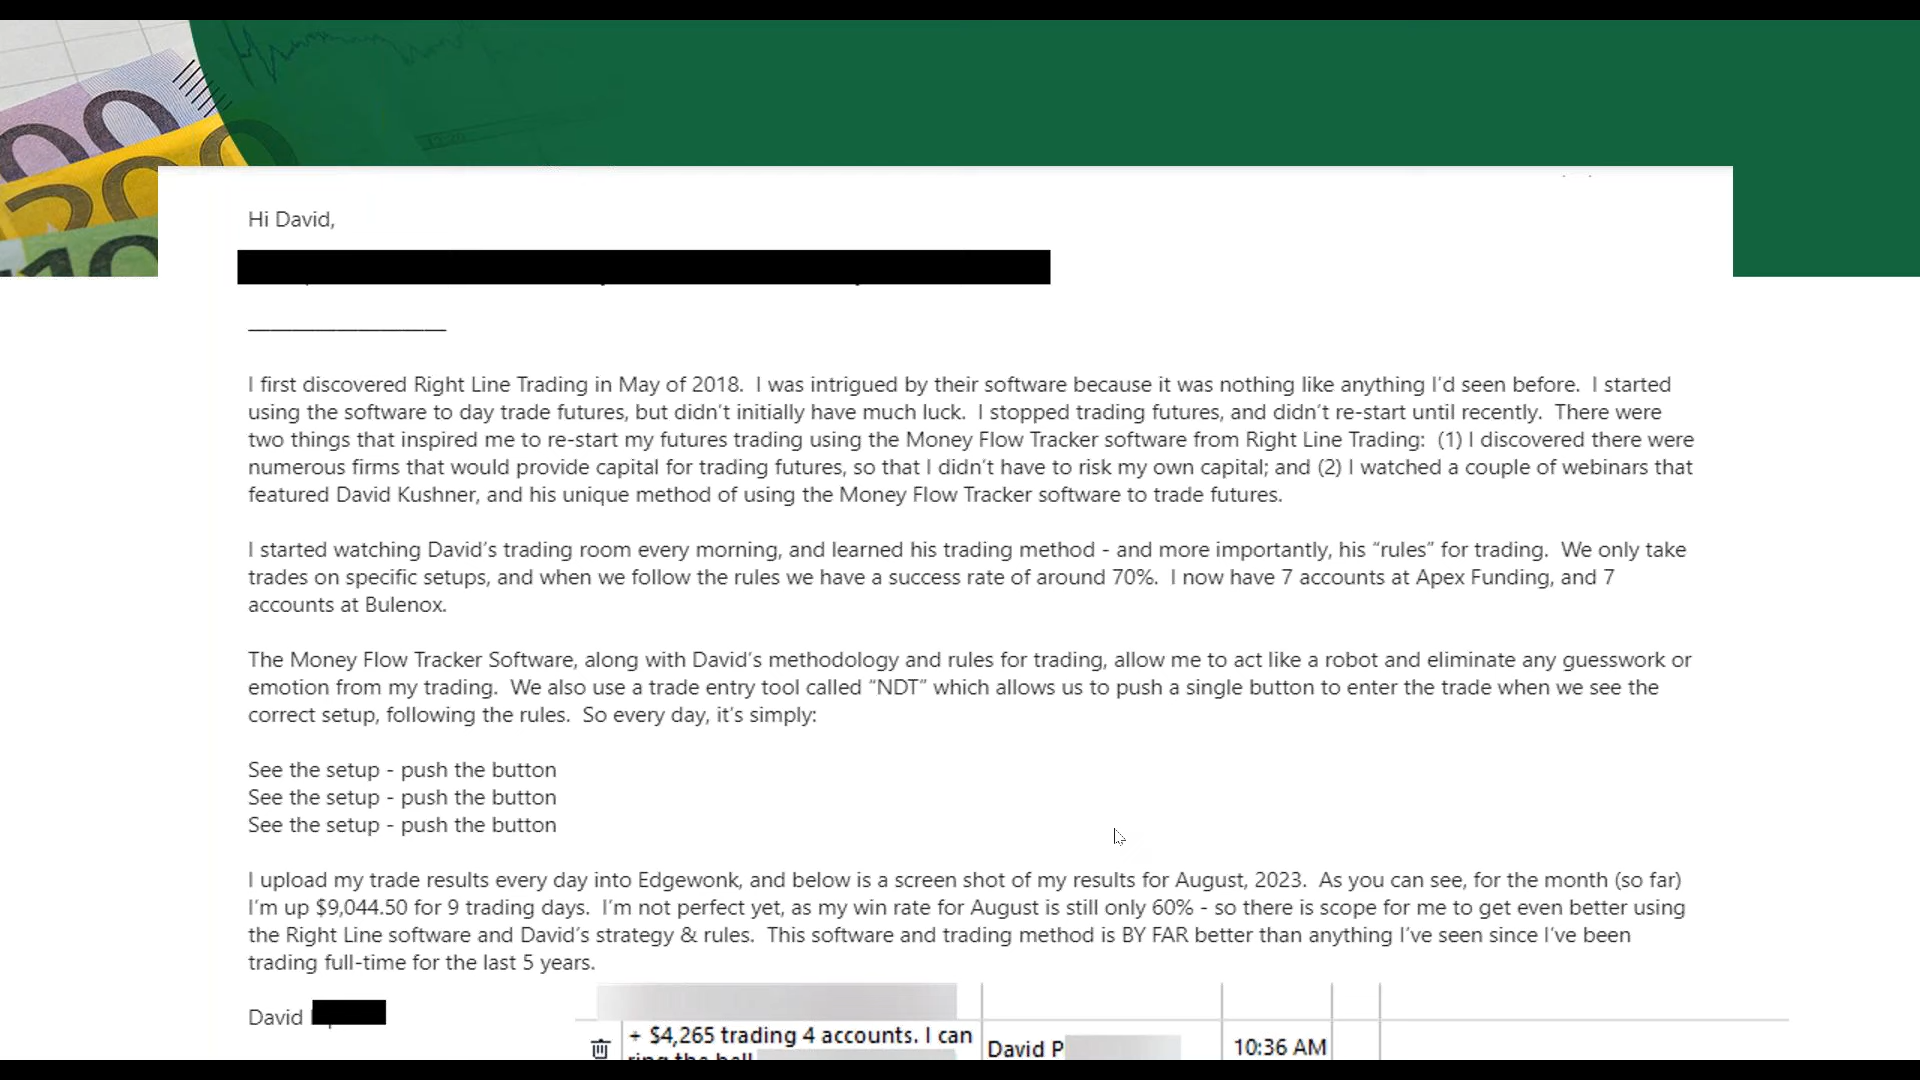 Hi David,
I first discovered Right Line Trading in May of 2018.  I was intrigued by their software because it was nothing like anything I'd seen before.  I started
using the software to day trade futures, but didn't initially have much luck.  I stopped trading futures, and didn't re-start until recently.  There were
two things that inspired me to re-start my futures trading using the Money Flow Tracker software from Right Line Trading:  (1) I discovered there were
numerous firms that would provide capital for trading futures, so that I didn't have to risk my own capital; and (2) I watched a couple of webinars that
featured David Kushner, and his unique method of using the Money Flow Tracker software to trade futures.
I started watching David's trading room every morning, and learned his trading method - and more importantly, his "rules" for trading.  We only take
trades on specific setups, and when we follow the rules we have a success rate of around 70%.  I now have 7 accounts at Apex Funding, and 7
accounts at Bulenox.
The Money Flow Tracker Software, along with David's methodology and rules for trading, allow me to act like a robot and eliminate any guesswork or
emotion from my trading.  We also use a trade entry tool called "NDT" which allows us to push a single button to enter the trade when we see the
correct setup, following the rules.  So every day, it's simply:
See the setup - push the button
See the setup - push the button
See the setup - push the button
I upload my trade results every day into Edgewonk, and below is a screen shot of my results for August, 2023.  As you can see, for the month (so far)
I'm up $9,044.50 for 9 trading days.  I'm not perfect yet, as my win rate for August is still only 60% - so there is scope for me to get even better using
the Right Line software and David's strategy & rules.  This software and trading method is BY FAR better than anything I've seen since I've been
trading full-time for the last 5 years.
David
+ $4,265 trading 4 accounts. I can
ring the bell
David P
10:36 AM
00
200
10